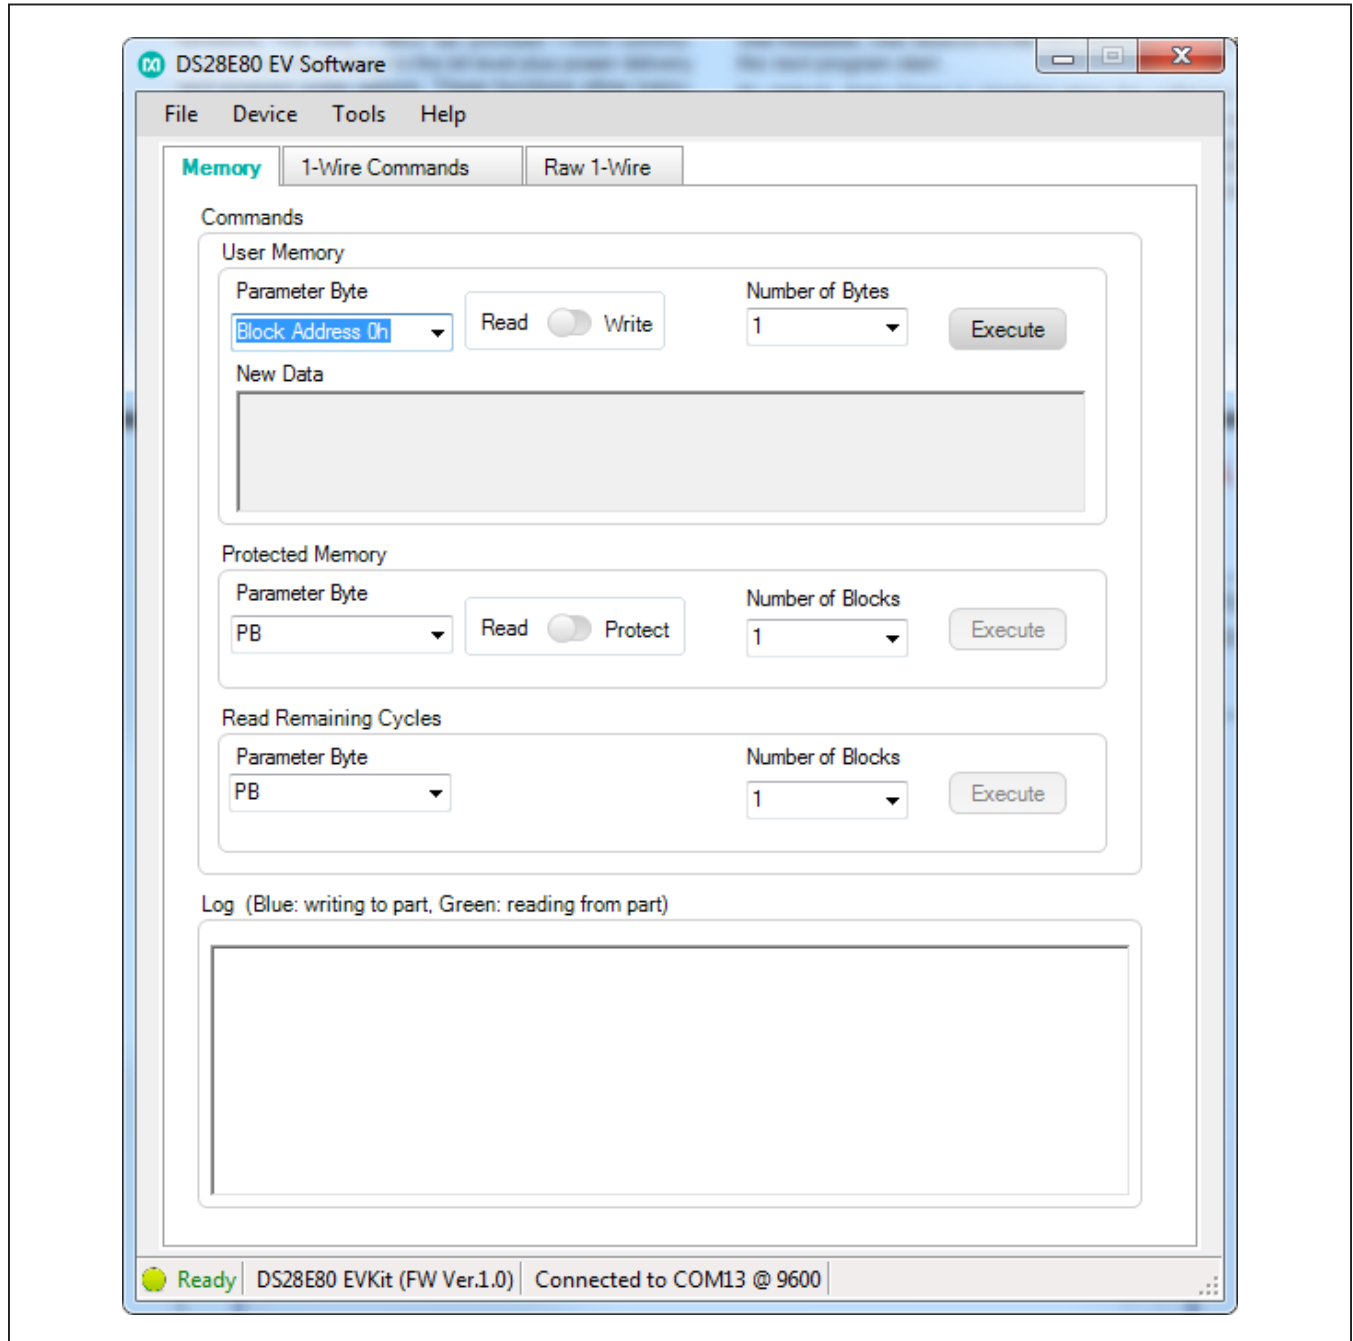 DS28E80 EV Software
X
File Device Tools Help
Memory 1-Wire Commands Raw 1-Wire
Commands
User Memory
Parameter Byte
Block Address 0h
Read Write
Number of Bytes
1
Execute
New Data
Protected Memory
Parameter Byte
PB
Read Protect
Number of Blocks
1
Execute
Read Remaining Cycles
Parameter Byte
PB
Number of Blocks
1
Execute
Log (Blue: writing to part, Green: reading from part)
Ready DS28E80 EVKit (FW Ver.1.0) Connected to COM13 @ 9600